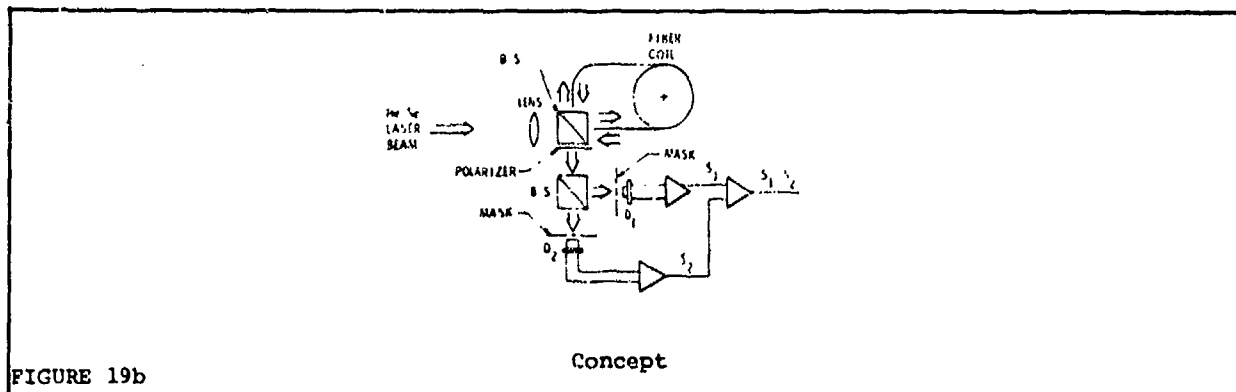 FIBER
COIL
B S
LENS
LASER
BEAM
POLARIZER
MASK
B S
S1
S1 S2
D1
MASK
D2
S2
Concept
FIGURE 19b